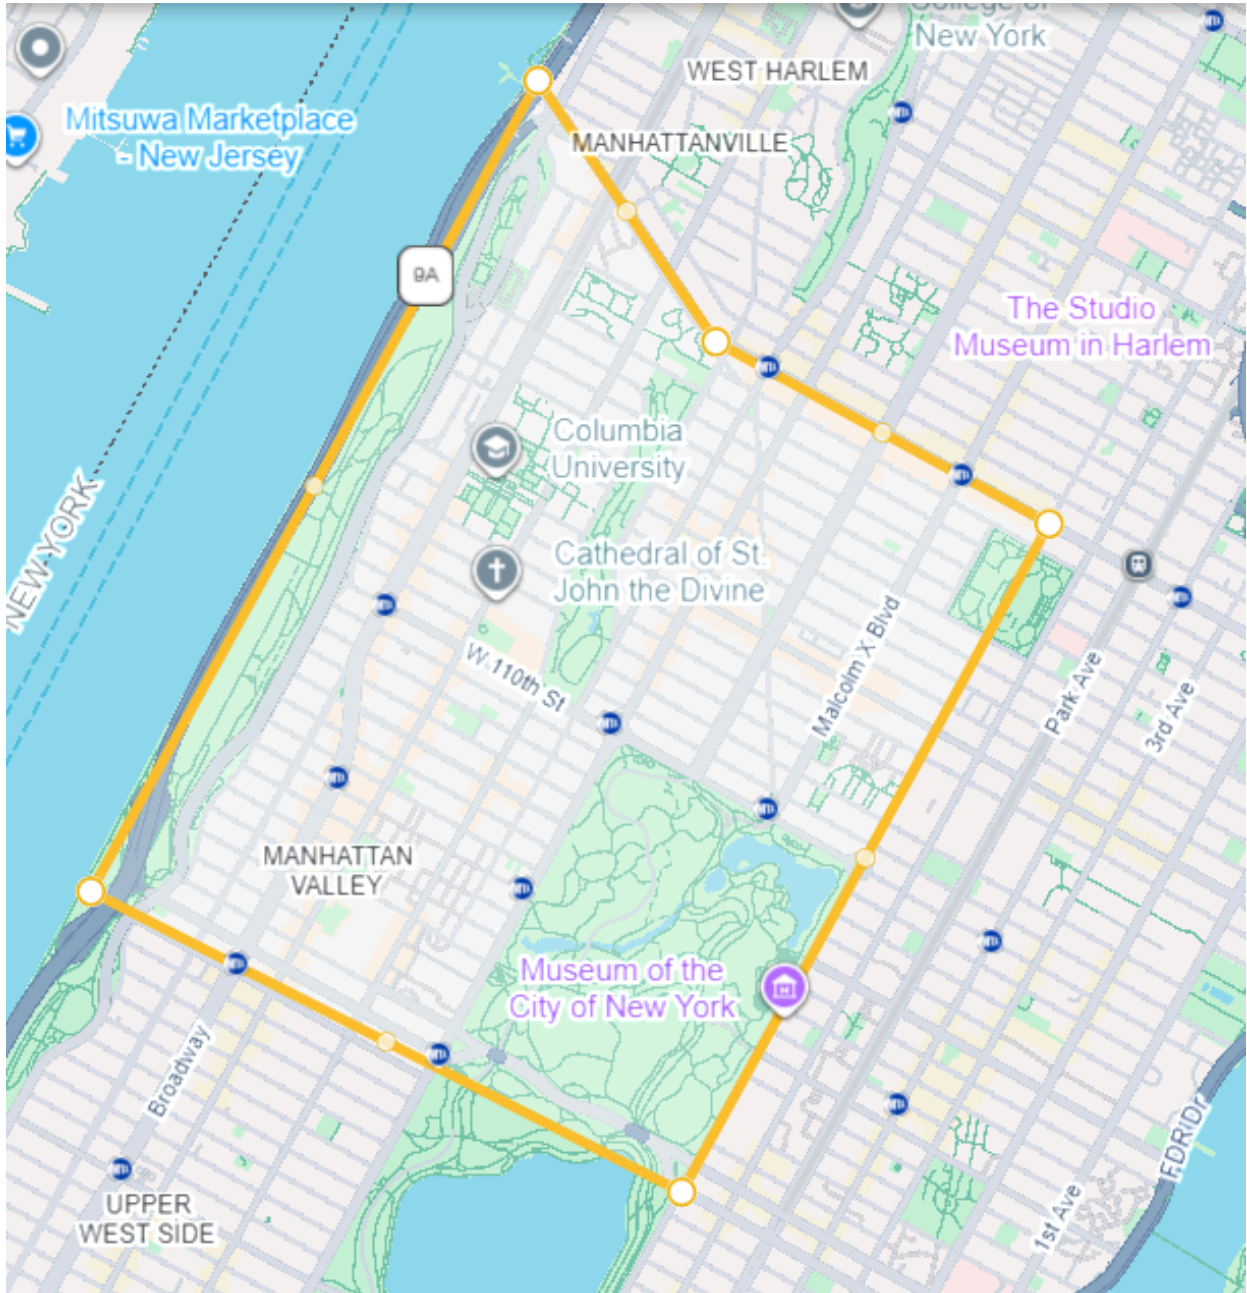 College of
New York
WEST HARLEM
Mitsuwa Marketplace
- New Jersey
MANHATTANVILLE
9A
The Studio
Museum in Harlem
Columbia
University
NEW YORK
Cathedral of St.
John the Divine
W 110th St
Malcolm X Blvd
Park Ave
3rd Ave
MANHATTAN
VALLEY
Museum of the
City of New York
Broadway
FDR Dr
UPPER
WEST SIDE
1st Ave